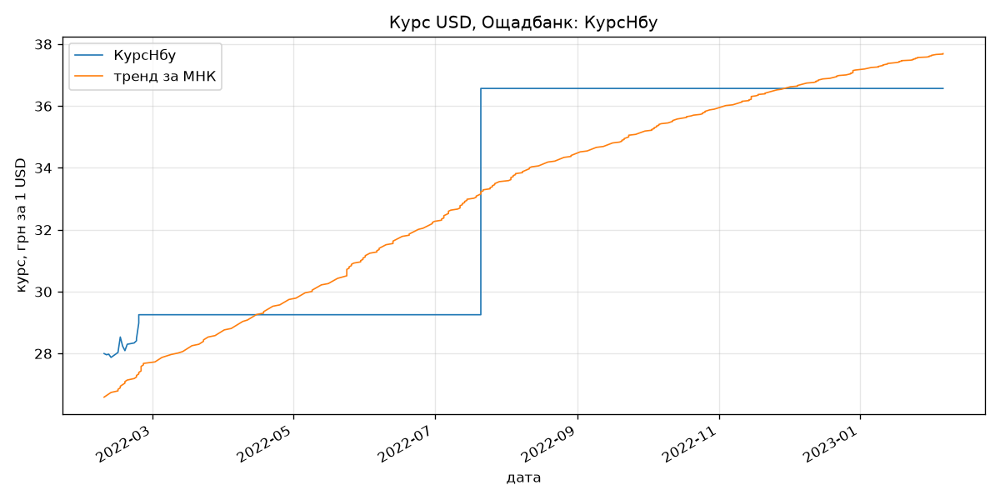 Курс USD, Ощадбанк: КурсНбу
КурсНбу
тренд за МНК
курс, грн за 1 USD
38
36
34
32
30
28
2022-03
2022-05
2022-07
2022-09
2022-11
2023-01
дата